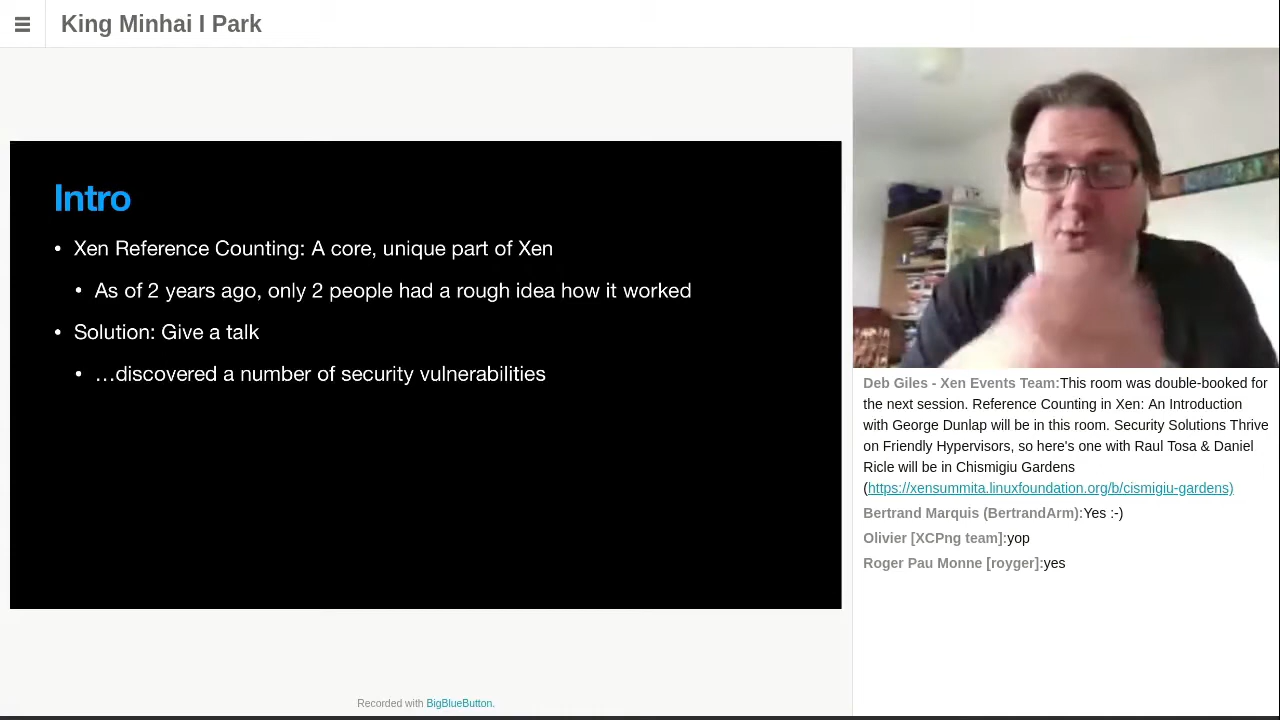 King Minhai I Park
Intro
• Xen Reference Counting: A core, unique part of Xen
• As of 2 years ago, only 2 people had a rough idea how it worked
• Solution: Give a talk
• …discovered a number of security vulnerabilities
Deb Giles - Xen Events Team:This room was double-booked for
the next session. Reference Counting in Xen: An Introduction
with George Dunlap will be in this room. Security Solutions Thrive
on Friendly Hypervisors, so here's one with Raul Tosa & Daniel
Ricle will be in Chismigiu Gardens
(https://xensummita.linuxfoundation.org/b/cismigiu-gardens)
Bertrand Marquis (BertrandArm):Yes :-)
Olivier [XCPng team]:yop
Roger Pau Monne [royger]:yes
Recorded with BigBlueButton.